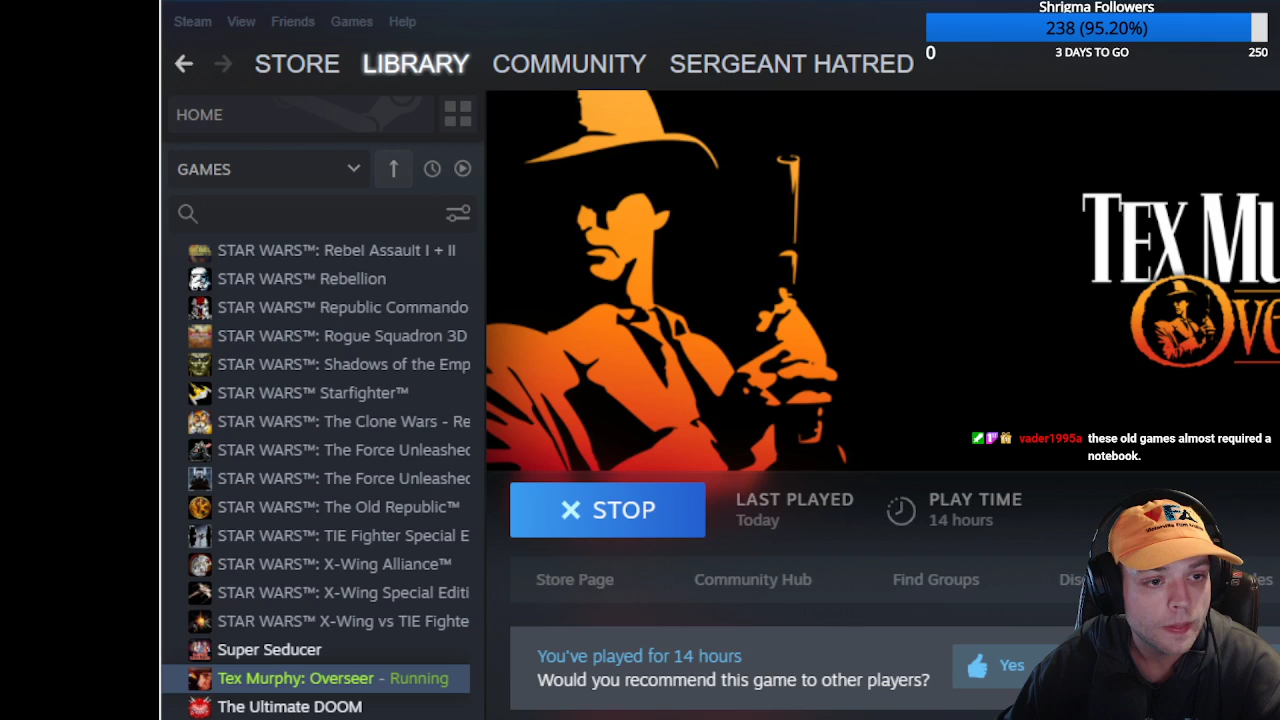 Steam View Friends Games Help
Shrigma Followers
238 (95.20%)
0 3 DAYS TO GO 250
STORE LIBRARY COMMUNITY SERGEANT HATRED
HOME
GAMES
STAR WARS™: Rebel Assault I + II
STAR WARS™ Rebellion
STAR WARS™ Republic Commando
STAR WARS™: Rogue Squadron 3D
STAR WARS™: Shadows of the Emp
STAR WARS™ Starfighter™
STAR WARS™: The Clone Wars - Re
STAR WARS™: The Force Unleashed
STAR WARS™: The Force Unleashed
STAR WARS™: The Old Republic™
STAR WARS™: TIE Fighter Special E
STAR WARS™: X-Wing Alliance™
STAR WARS™: X-Wing Special Editi
STAR WARS™ X-Wing vs TIE Fighte
Super Seducer
Tex Murphy: Overseer - Running
The Ultimate DOOM
TEX MU
OVE
vader1995a these old games almost required a
notebook.
STOP
LAST PLAYED
Today
PLAY TIME
14 hours
Store Page Community Hub Find Groups Dis
You've played for 14 hours
Would you recommend this game to other players?
Yes